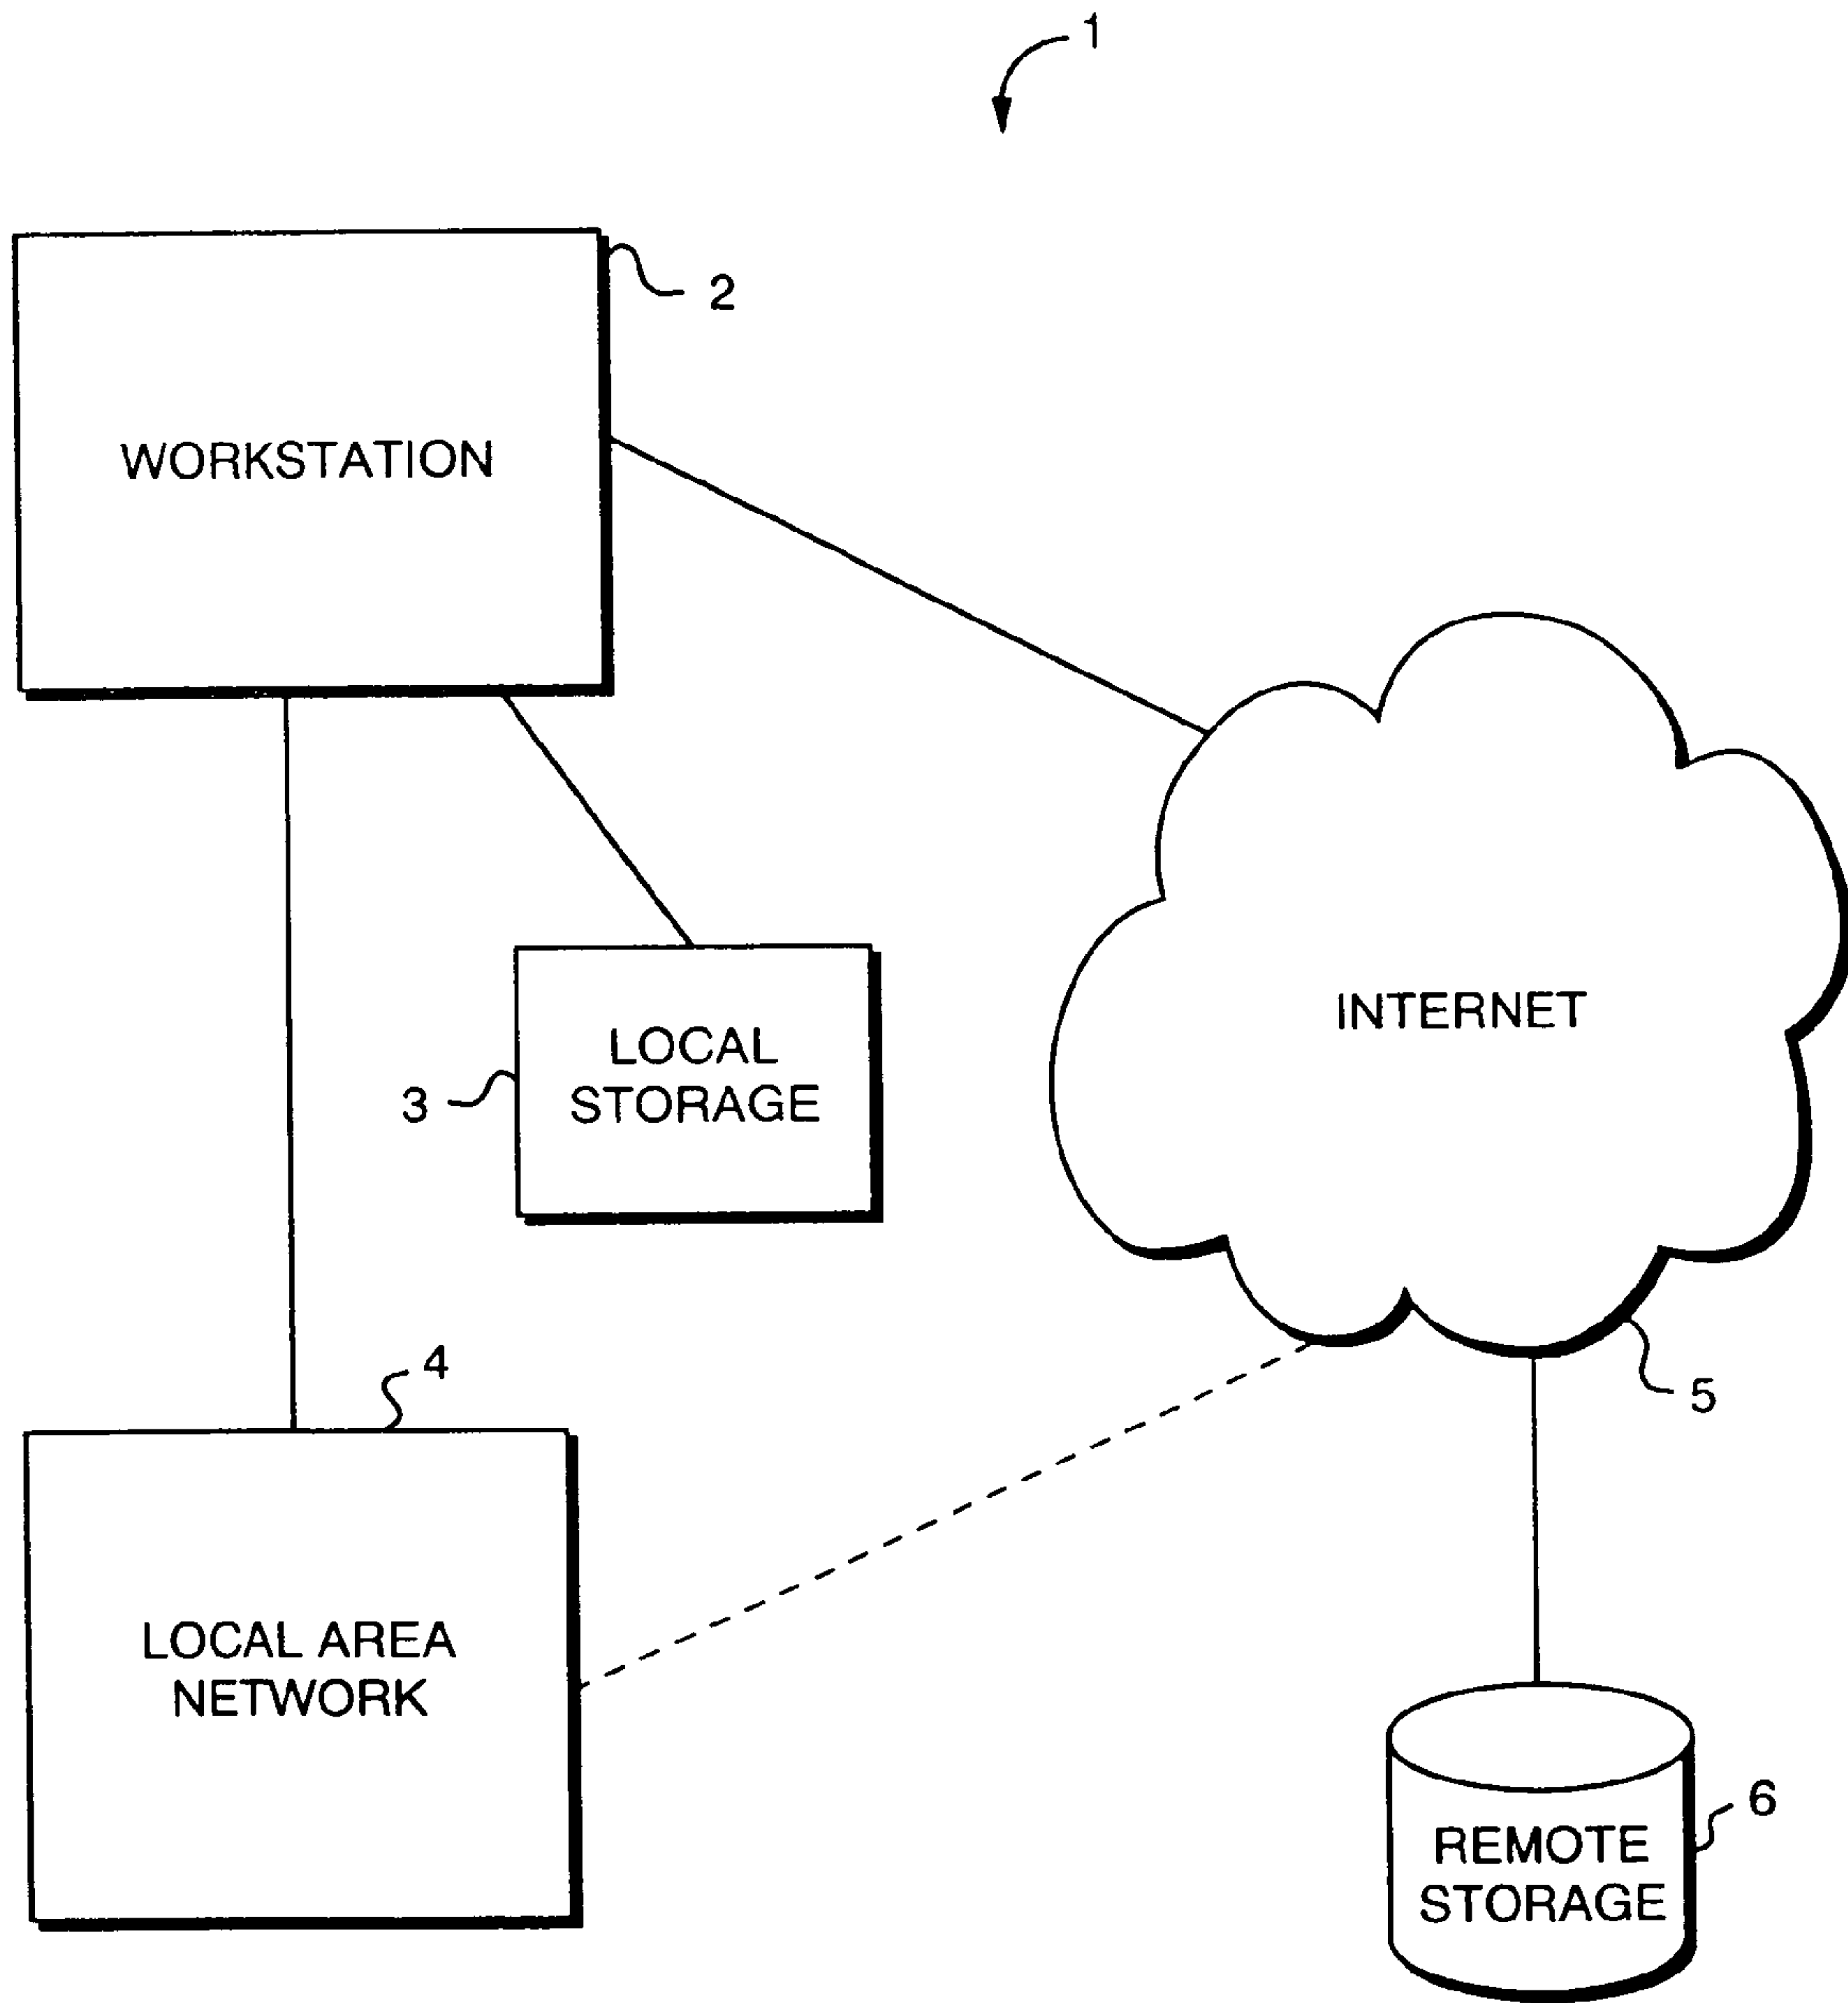 1
2
WORKSTATION
INTERNET
LOCAL
STORAGE
3
4
5
LOCAL AREA
NETWORK
6
REMOTE
STORAGE